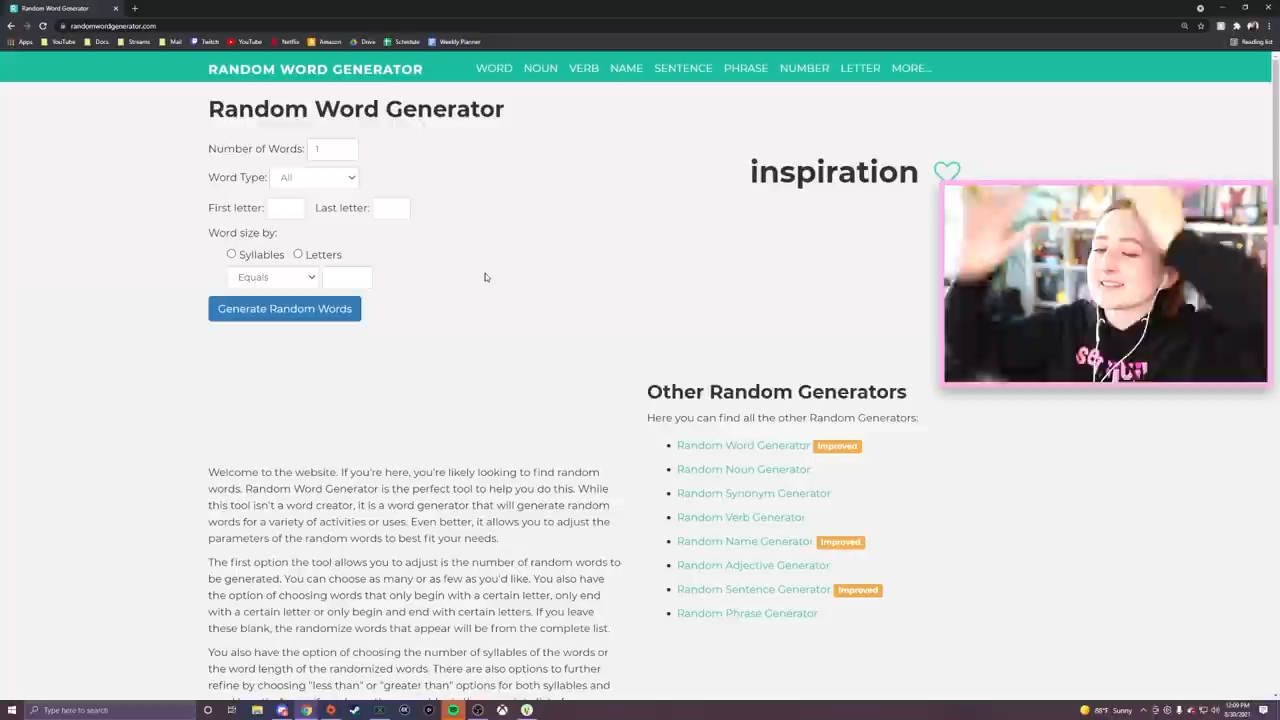 Random Word Generator
randomwordgenerator.com
Apps YouTube Docs Streams Mail Twitch YouTube Netflix Amazon Drive Schedule Weekly Planner Reading list
RANDOM WORD GENERATOR WORD NOUN VERB NAME SENTENCE PHRASE NUMBER LETTER MORE...
Random Word Generator
Number of Words: 1
inspiration
Word Type: All
First letter: Last letter:
Word size by:
Syllables Letters
Equals
Generate Random Words
Other Random Generators
Here you can find all the other Random Generators:
Random Word Generator Improved
Random Noun Generator
Random Synonym Generator
Random Verb Generator
Random Name Generator Improved
Random Adjective Generator
Random Sentence Generator Improved
Random Phrase Generator
Welcome to the website. If you're here, you're likely looking to find random
words. Random Word Generator is the perfect tool to help you do this. While
this tool isn't a word creator, it is a word generator that will generate random
words for a variety of activities or uses. Even better, it allows you to adjust the
parameters of the random words to best fit your needs.
The first option the tool allows you to adjust is the number of random words to
be generated. You can choose as many or as few as you'd like. You also have
the option of choosing words that only begin with a certain letter, only end
with a certain letter or only begin and end with certain letters. If you leave
these blank, the randomize words that appear will be from the complete list.
You also have the option of choosing the number of syllables of the words or
the word length of the randomized words. There are also options to further
refine by choosing "less than" or "greater than" options for both syllables and
Type here to search
88°F Sunny
12:09 PM
8/30/2021